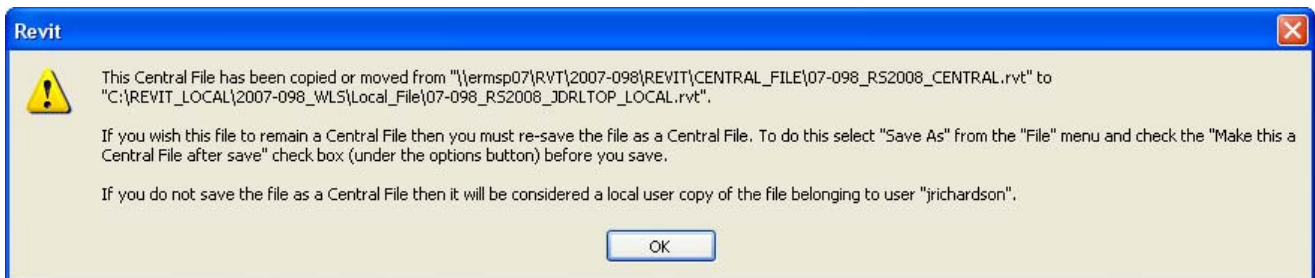 Revit
This Central File has been copied or moved from "\\ermsp07\RVT\2007-098\REVIT\CENTRAL_FILE\07-098_RS2008_CENTRAL.rvt" to
"C:\REVIT_LOCAL\2007-098_WLS\Local_File\07-098_RS2008_JDRLTOP_LOCAL.rvt".
If you wish this file to remain a Central File then you must re-save the file as a Central File. To do this select "Save As" from the "File" menu and check the "Make this a
Central File after save" check box (under the options button) before you save.
If you do not save the file as a Central File then it will be considered a local user copy of the file belonging to user "jrichardson".
OK